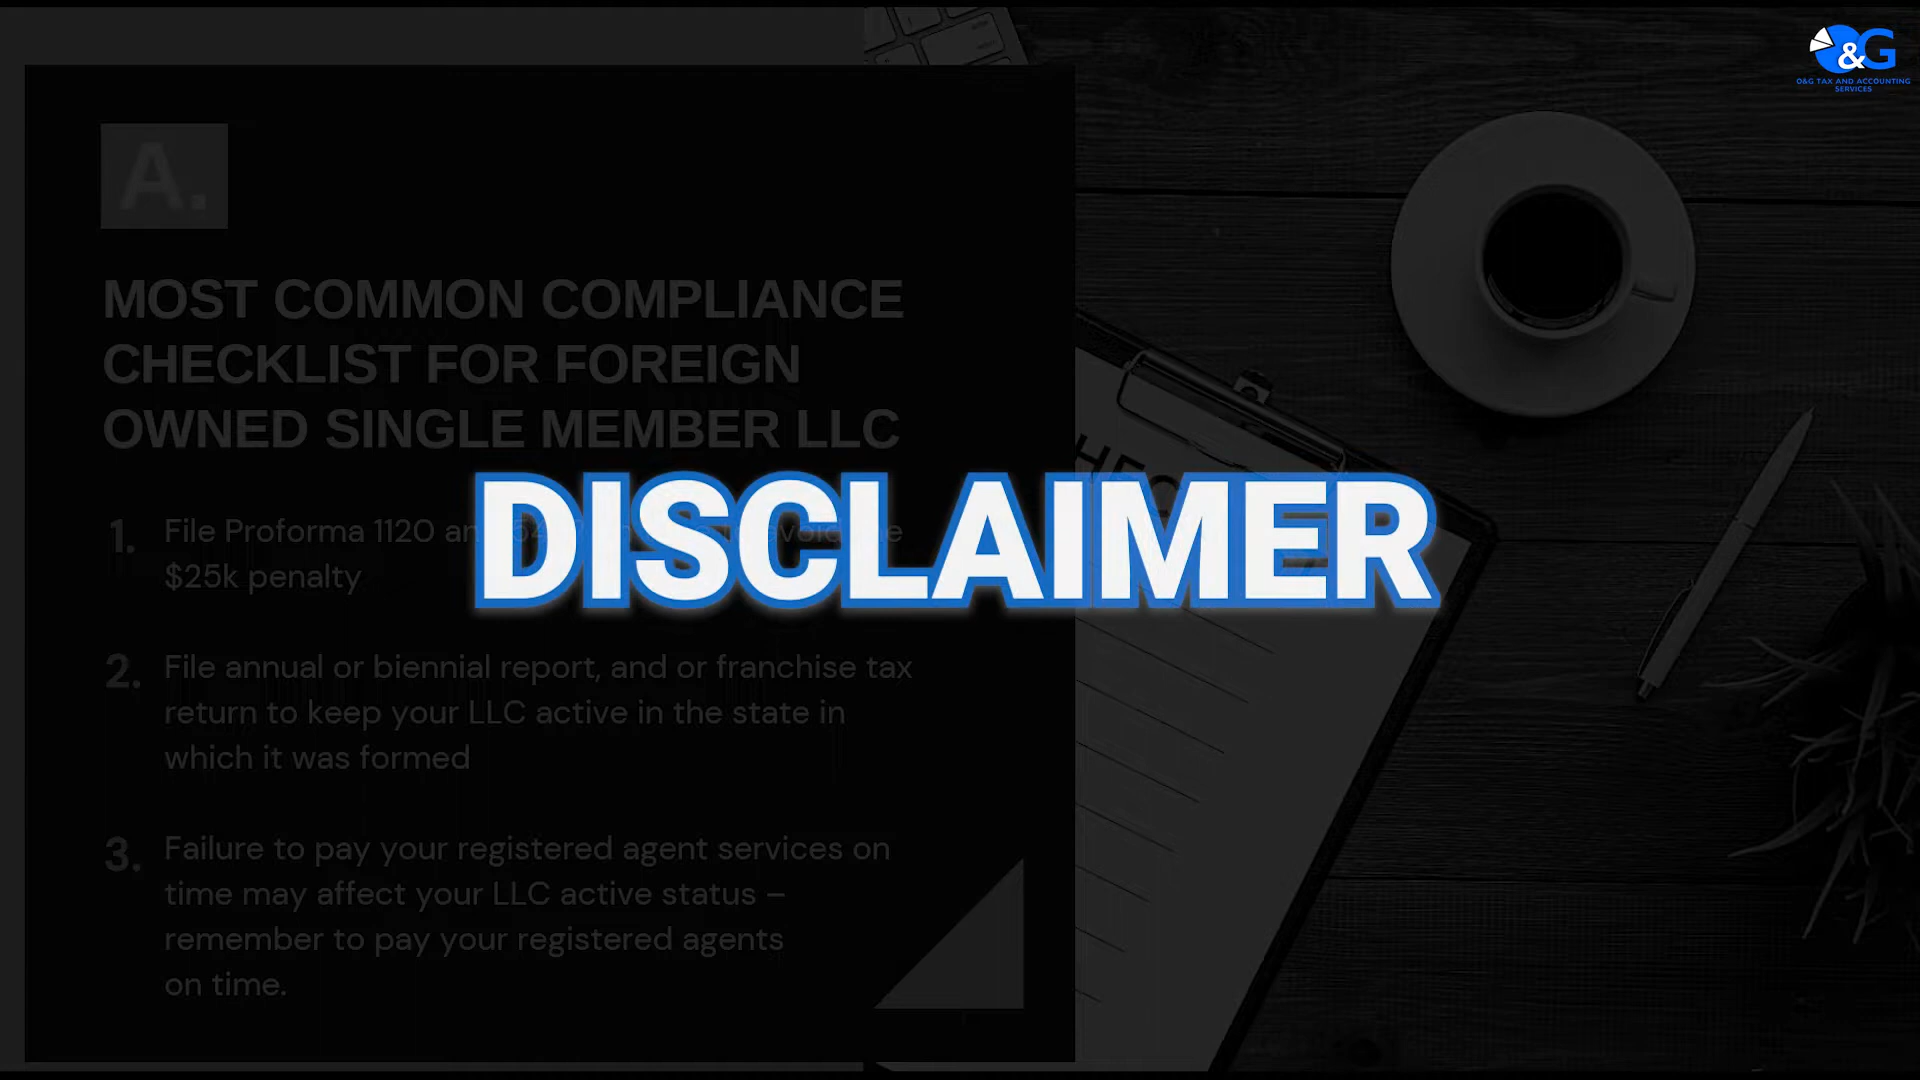 &G
O&G TAX AND ACCOUNTING
SERVICES
A.
MOST COMMON COMPLIANCE
CHECKLIST FOR FOREIGN
OWNED SINGLE MEMBER LLC
DISCLAIMER
1. File Proforma 1120 an
$25k penalty
2. File annual or biennial report, and or franchise tax
return to keep your LLC active in the state in
which it was formed
3. Failure to pay your registered agent services on
time may affect your LLC active status –
remember to pay your registered agents
on time.